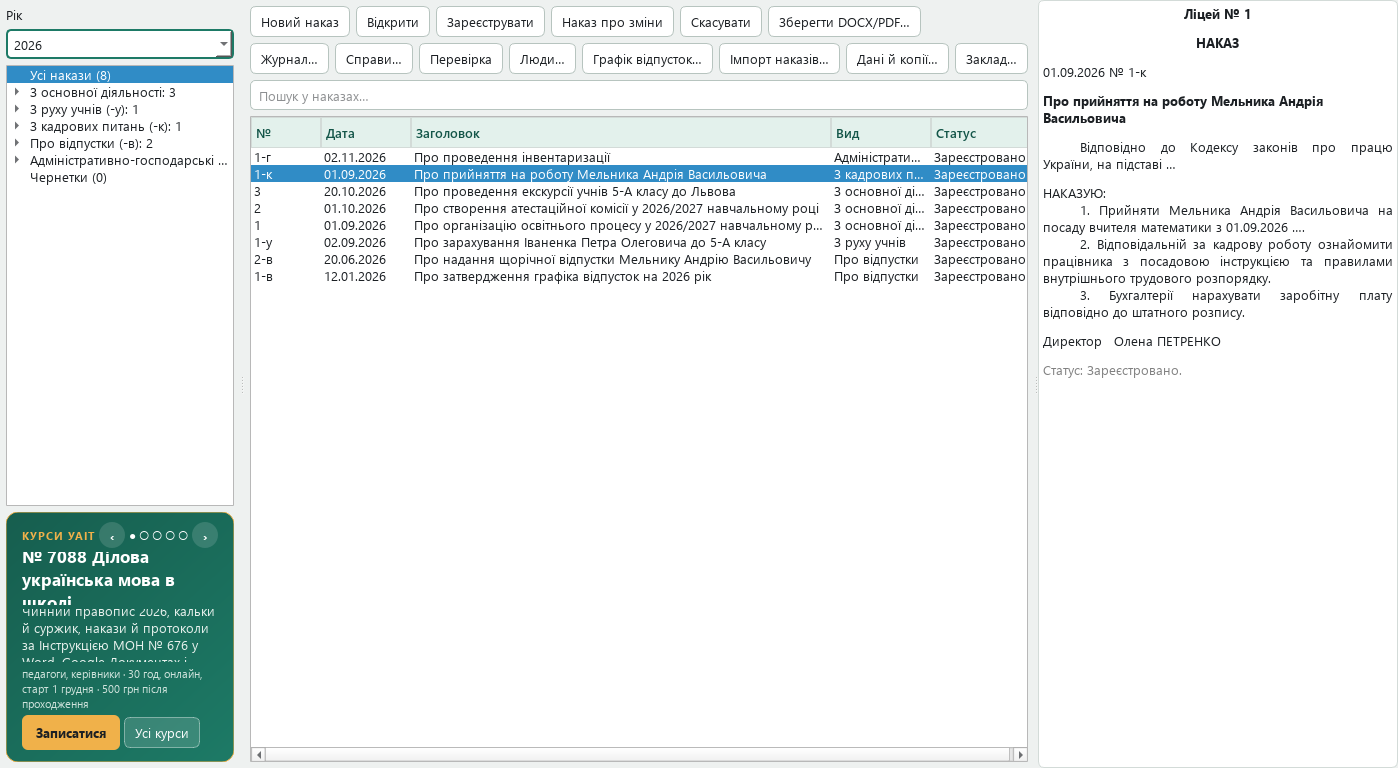 Рік
2026
Усі накази (8)
З основної діяльності: 3
З руху учнів (-у): 1
З кадрових питань (-к): 1
Про відпустки (-в): 2
Адміністративно-господарські ...
Чернетки (0)
КУРСИ УАІТ
№ 7088 Ділова
українська мова в
школі
Чинний правопис 2026, кальки
й суржик, накази й протоколи
за Інструкцією МОН № 676 у
Word, Google Документах і
педагоги, керівники · 30 год, онлайн,
старт 1 грудня · 500 грн після
проходження
Записатися
Усі курси
Новий наказ
Відкрити
Зареєструвати
Наказ про зміни
Скасувати
Зберегти DOCX/PDF...
Журнал...
Справи...
Перевірка
Люди...
Графік відпусток...
Імпорт наказів...
Дані й копії...
Заклад...
Пошук у наказах...
№ Дата Заголовок Вид Статус
1-г 02.11.2026 Про проведення інвентаризації Адміністрати... Зареєстровано
1-к 01.09.2026 Про прийняття на роботу Мельника Андрія Васильовича З кадрових п... Зареєстровано
3 20.10.2026 Про проведення екскурсії учнів 5-А класу до Львова З основної ді... Зареєстровано
2 01.10.2026 Про створення атестаційної комісії у 2026/2027 навчальному році З основної ді... Зареєстровано
1 01.09.2026 Про організацію освітнього процесу у 2026/2027 навчальному р... З основної ді... Зареєстровано
1-у 02.09.2026 Про зарахування Іваненка Петра Олеговича до 5-А класу З руху учнів Зареєстровано
2-в 20.06.2026 Про надання щорічної відпустки Мельнику Андрію Васильовичу Про відпустки Зареєстровано
1-в 12.01.2026 Про затвердження графіка відпусток на 2026 рік Про відпустки Зареєстровано
Ліцей № 1
НАКАЗ
01.09.2026 № 1-к
Про прийняття на роботу Мельника Андрія
Васильовича
Відповідно до Кодексу законів про працю
України, на підставі ...
НАКАЗУЮ:
1. Прийняти Мельника Андрія Васильовича на
посаду вчителя математики з 01.09.2026 ....
2. Відповідальній за кадрову роботу ознайомити
працівника з посадовою інструкцією та правилами
внутрішнього трудового розпорядку.
3. Бухгалтерії нарахувати заробітну плату
відповідно до штатного розпису.
Директор Олена ПЕТРЕНКО
Статус: Зареєстровано.